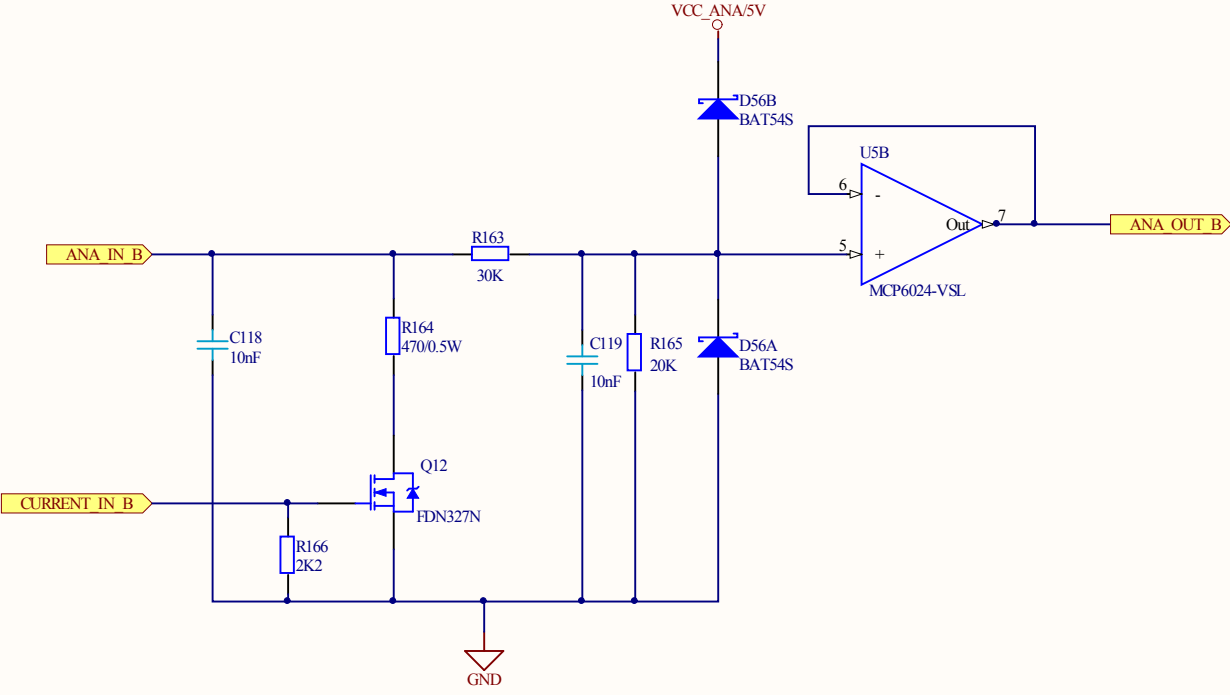 VCC_ANA/5V
D56B
BAT54S
U5B
6
-
7
Out
ANA_OUT_B
5
+
MCP6024-VSL
ANA_IN_B
R163
30K
C118
10nF
R164
470/0.5W
C119
10nF
R165
20K
D56A
BAT54S
Q12
FDN327N
CURRENT_IN_B
R166
2K2
GND